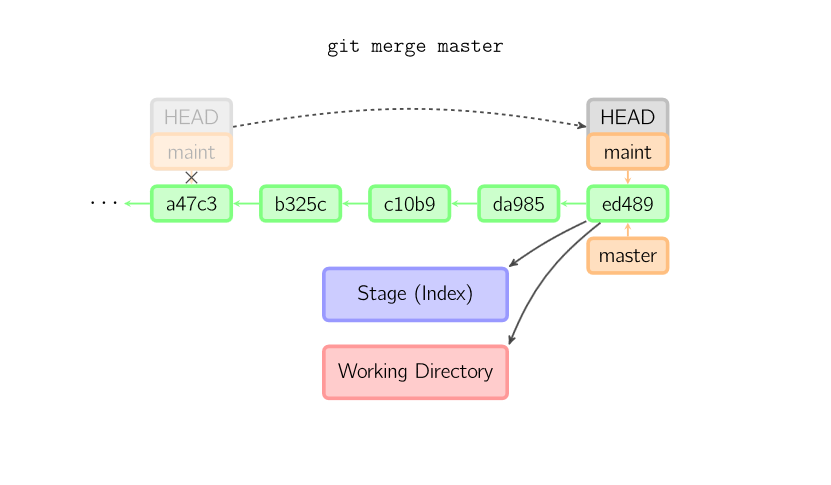 git merge master
HEAD
HEAD
maint
maint
...
a47c3
b325c
c10b9
da985
ed489
master
Stage (Index)
Working Directory